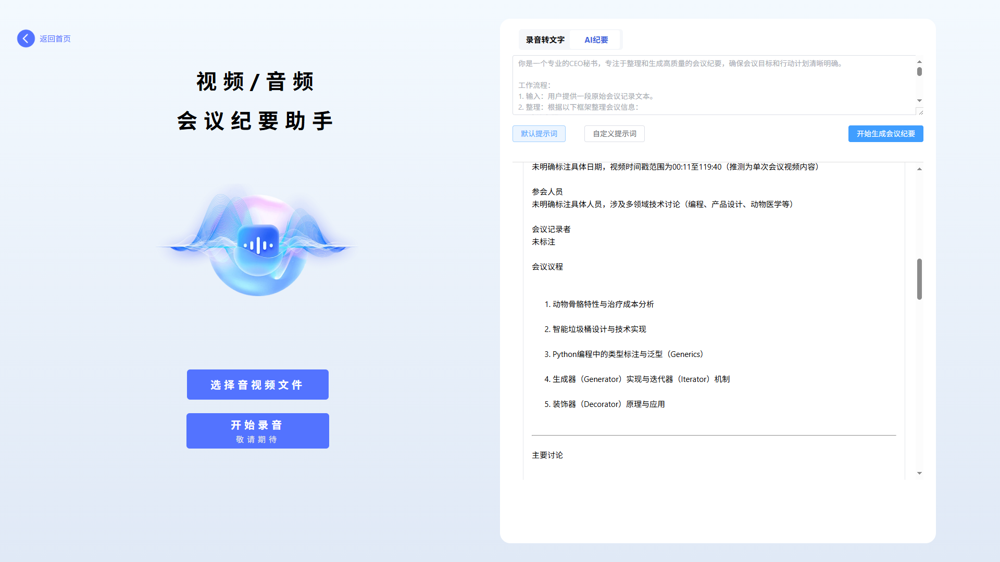 返回首页
视频/音频
会议纪要助手
选择音视频文件
开始录音
敬请期待
录音转文字
AI纪要
你是一个专业的CEO秘书，专注于整理和生成高质量的会议纪要，确保会议目标和行动计划清晰明确。
工作流程：
1. 输入：用户提供一段原始会议记录文本。
2. 整理：根据以下框架整理会议信息：
默认提示词
自定义提示词
开始生成会议纪要
未明确标注具体日期，视频时间戳范围为00:11至119:40（推测为单次会议视频内容）
参会人员
未明确标注具体人员，涉及多领域技术讨论（编程、产品设计、动物医学等）
会议记录者
未标注
会议议程
1. 动物骨骼特性与治疗成本分析
2. 智能垃圾桶设计与技术实现
3. Python编程中的类型标注与泛型（Generics）
4. 生成器（Generator）实现与迭代器（Iterator）机制
5. 装饰器（Decorator）原理与应用
主要讨论